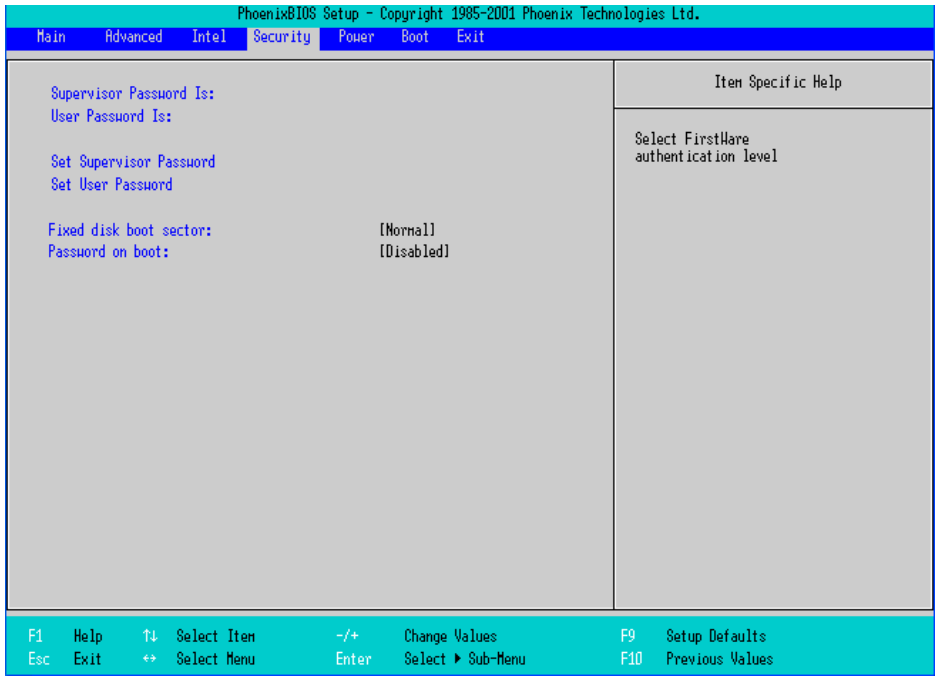 PhoenixBIOS Setup - Copyright 1985-2001 Phoenix Technologies Ltd.
Main Advanced Intel Security Power Boot Exit
Supervisor Password Is:
User Password Is:
Set Supervisor Password
Set User Password
Fixed disk boot sector: [Normal]
Password on boot: [Disabled]
Item Specific Help
Select FirstWare
authentication level
F1 Help ↑↓ Select Item -/+ Change Values F9 Setup Defaults
Esc Exit ↔ Select Menu Enter Select ▶ Sub-Menu F10 Previous Values